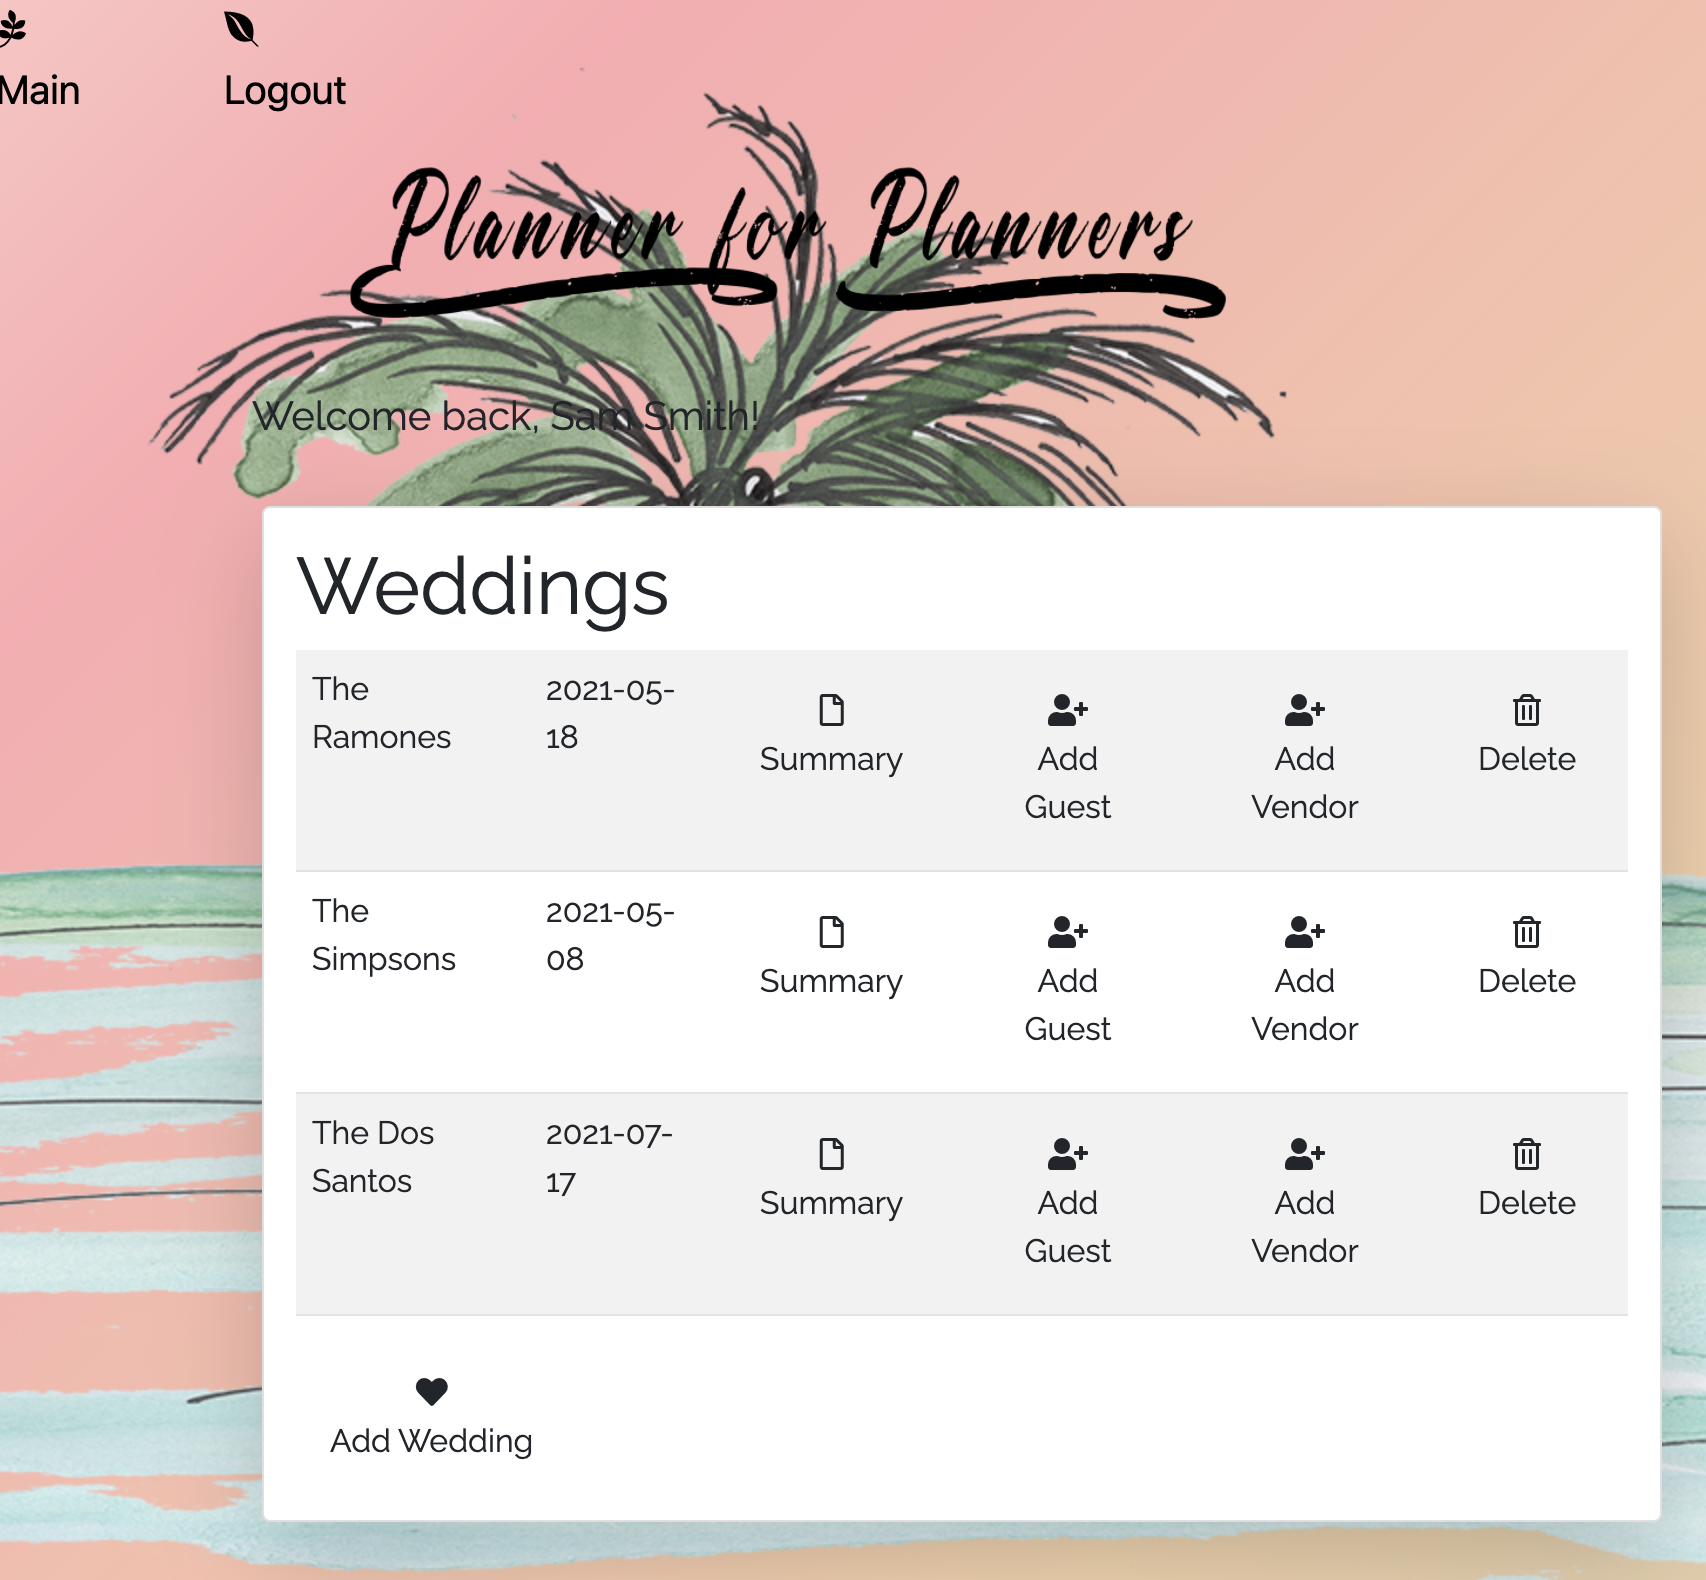 Main Logout
Planner for Planners
Welcome back, Sam Smith!
Weddings
The 2021-05-
Ramones 18
Summary Add Add Delete
Guest Vendor
The 2021-05-
Simpsons 08
Summary Add Add Delete
Guest Vendor
The Dos 2021-07-
Santos 17
Summary Add Add Delete
Guest Vendor
Add Wedding